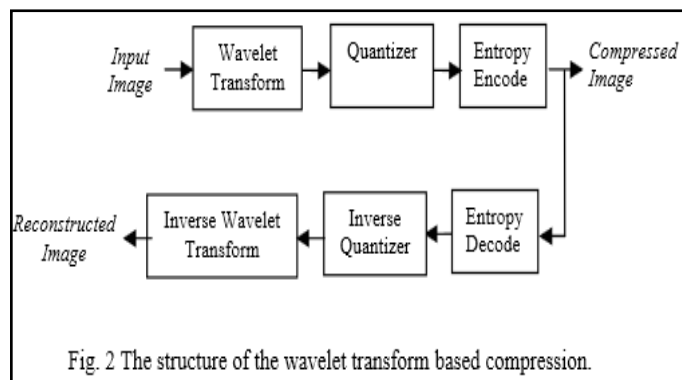 Input
Image
Wavelet
Transform
Quantizer
Entropy
Encode
Compressed
Image
Reconstructed
Image
Inverse Wavelet
Transform
Inverse
Quantizer
Entropy
Decode
Fig. 2 The structure of the wavelet transform based compression.